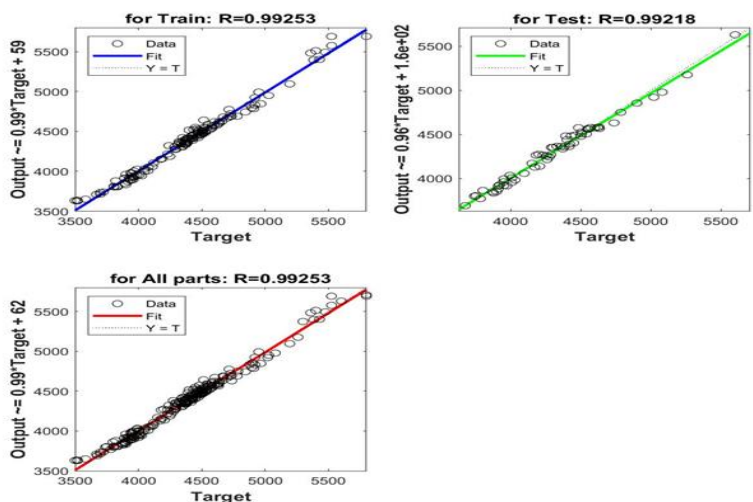 for Train: R=0.99253
Output ~= 0.99*Target + 59
5500
5000
4500
4000
3500
Data
Fit
Y = T
3500 4000 4500 5000 5500
Target
for Test: R=0.99218
Output ~= 0.96*Target + 1.6e+02
5500
5000
4500
4000
Data
Fit
Y = T
4000 4500 5000 5500
Target
for All parts: R=0.99253
Output ~= 0.99*Target + 62
5500
5000
4500
4000
3500
Data
Fit
Y = T
3500 4000 4500 5000 5500
Target